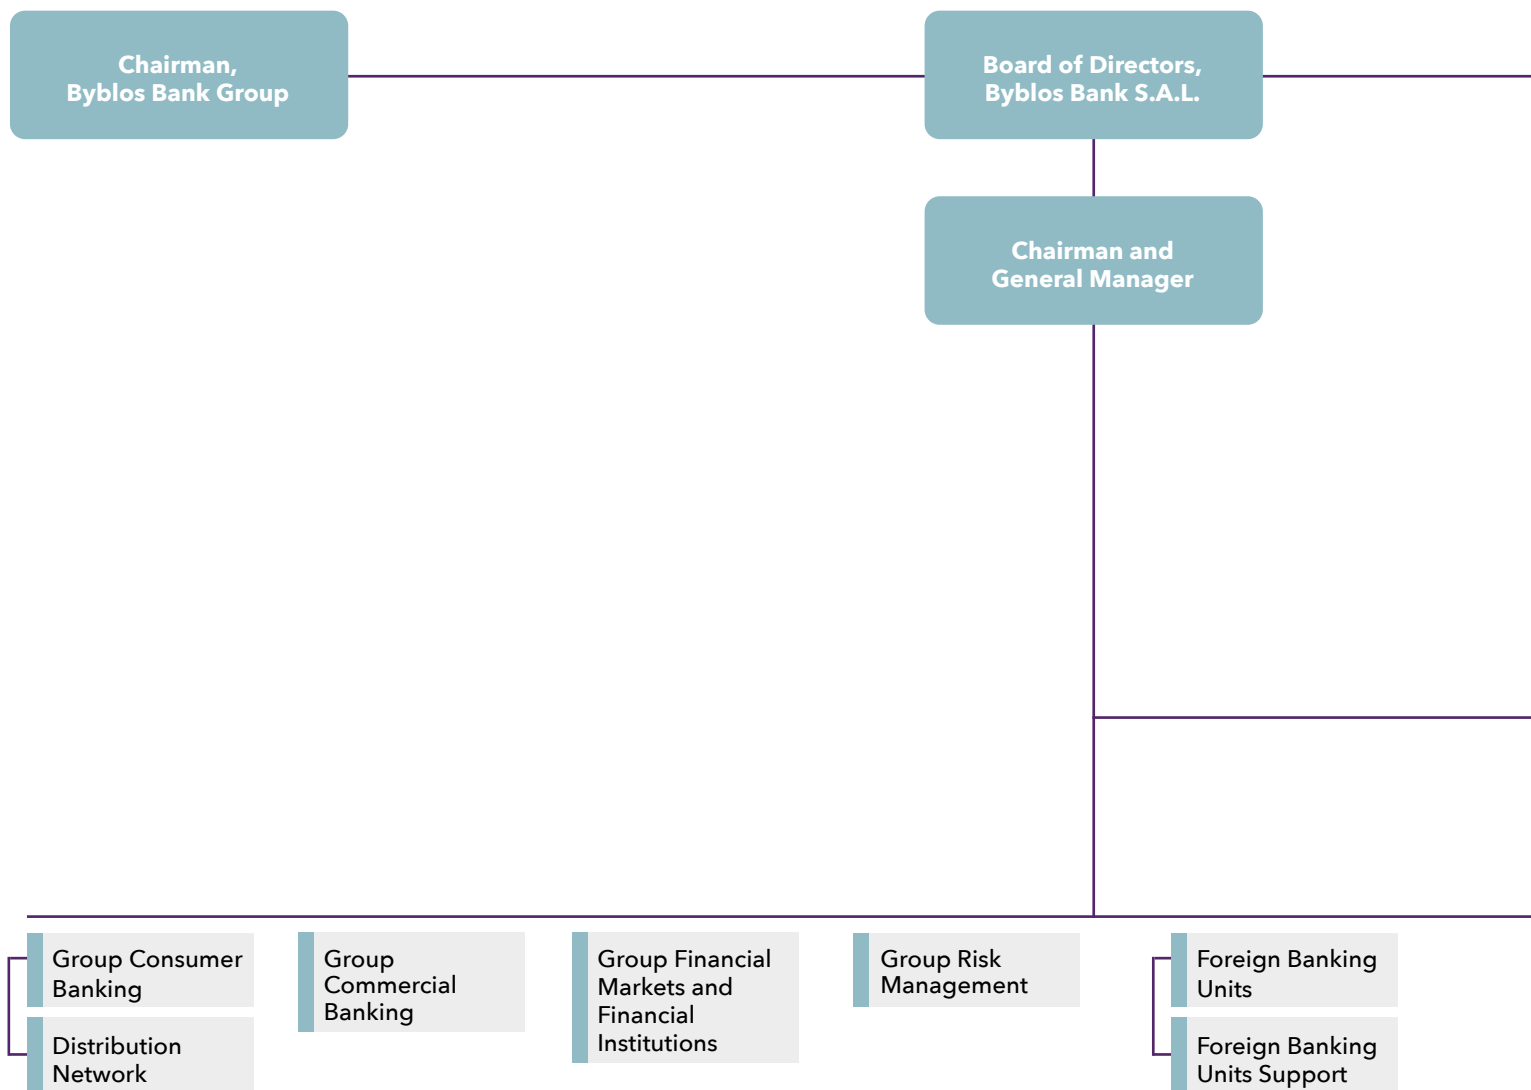 Chairman,
Byblos Bank Group
Board of Directors,
Byblos Bank S.A.L.
Chairman and
General Manager
Group Consumer
Banking
Distribution
Network
Group
Commercial
Banking
Group Financial
Markets and
Financial
Institutions
Group Risk
Management
Foreign Banking
Units
Foreign Banking
Units Support